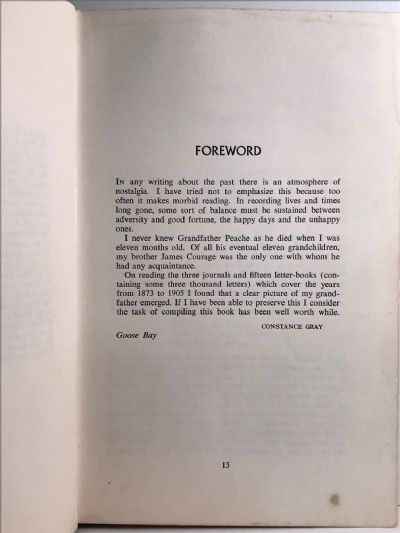 FOREWORD
IN any writing about the past there is an atmosphere of
nostalgia. I have tried not to emphasize this because too
often it makes morbid reading. In recording lives and times
long gone, some sort of balance must be sustained between
adversity and good fortune, the happy days and the unhappy
ones.
I never knew Grandfather Peache as he died when I was
eleven months old. Of all his eventual eleven grandchildren,
my brother James Courage was the only one with whom he
had any acquaintance.
On reading the three journals and fifteen letter-books (con-
taining some three thousand letters) which cover the years
from 1873 to 1905 I found that a clear picture of my grand-
father emerged. If I have been able to preserve this I consider
the task of compiling this book has been well worth while.
CONSTANCE GRAY
Goose Bay
15